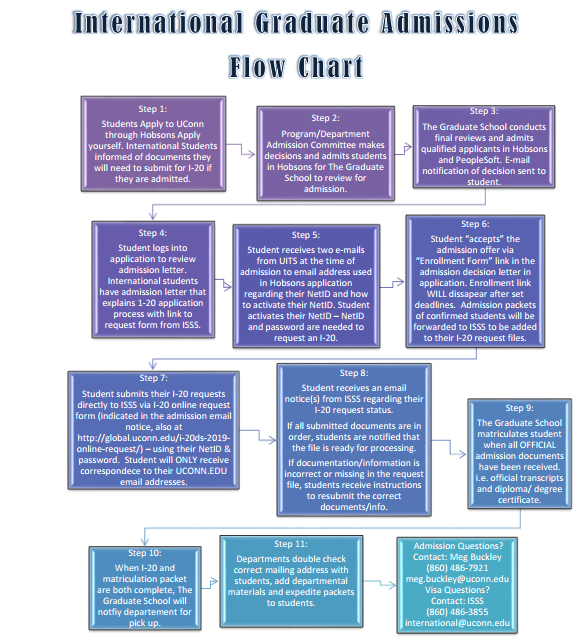 International Graduate Admissions
Flow Chart
Step 1:
Students Apply to UConn
through Hobsons Apply
yourself. International Students
informed of documents they
will need to submit for I-20 if
they are admitted.
Step 2:
Program/Department
Admission Committee makes
decisions and admits students
in Hobsons for The Graduate
School to review for
admission.
Step 3:
The Graduate School conducts
final reviews and admits
qualified applicants in Hobsons
and PeopleSoft. E-mail
notification of decision sent to
student.
Step 4:
Student logs into
application to review
admission letter.
International students
have admission letter that
explains 1-20 application
process with link to
request form from ISSS.
Step 5:
Student receives two e-mails
from UITS at the time of
admission to email address used
in Hobsons application
regarding their NetID and how
to activate their NetID. Student
activates their NetID – NetID
and password are needed to
request an I-20.
Step 6:
Student “accepts” the
admission offer via
“Enrollment Form” link in the
admission decision letter in
application. Enrollment link
WILL dissapear after set
deadlines. Admission packets
of confirmed students will be
forwarded to ISSS to be added
to their I-20 request files.
Step 7:
Student submits their I-20 requests
directly to ISSS via I-20 online request
form (indicated in the admission email
notice, also at
http://global.uconn.edu/i-20ds-2019-
online-request/) – using their NetID &
password. Student will ONLY receive
correspondece to their UCONN.EDU
email addresses.
Step 8:
Student receives an email
notice(s) from ISSS regarding their
I-20 request status.
If all submitted documents are in
order, students are notified that
the file is ready for processing.
If documentation/information is
incorrect or missing in the request
file, students receive instructions
to resubmit the correct
documents/info.
Step 9:
The Graduate School
matriculates student
when all OFFICIAL
admission documents
have been received.
i.e. official transcripts
and diploma/ degree
certificate.
Step 10:
When I-20 and
matriculation packet
are both complete, The
Graduate School will
notfiy departement for
pick up.
Step 11:
Departments double check
correct mailing address with
students, add departmental
materials and expedite packets
to students.
Admission Questions?
Contact: Meg Buckley
(860) 486-7921
meg.buckley@uconn.edu
Visa Questions?
Contact: ISSS
(860) 486-3855
international@uconn.edu